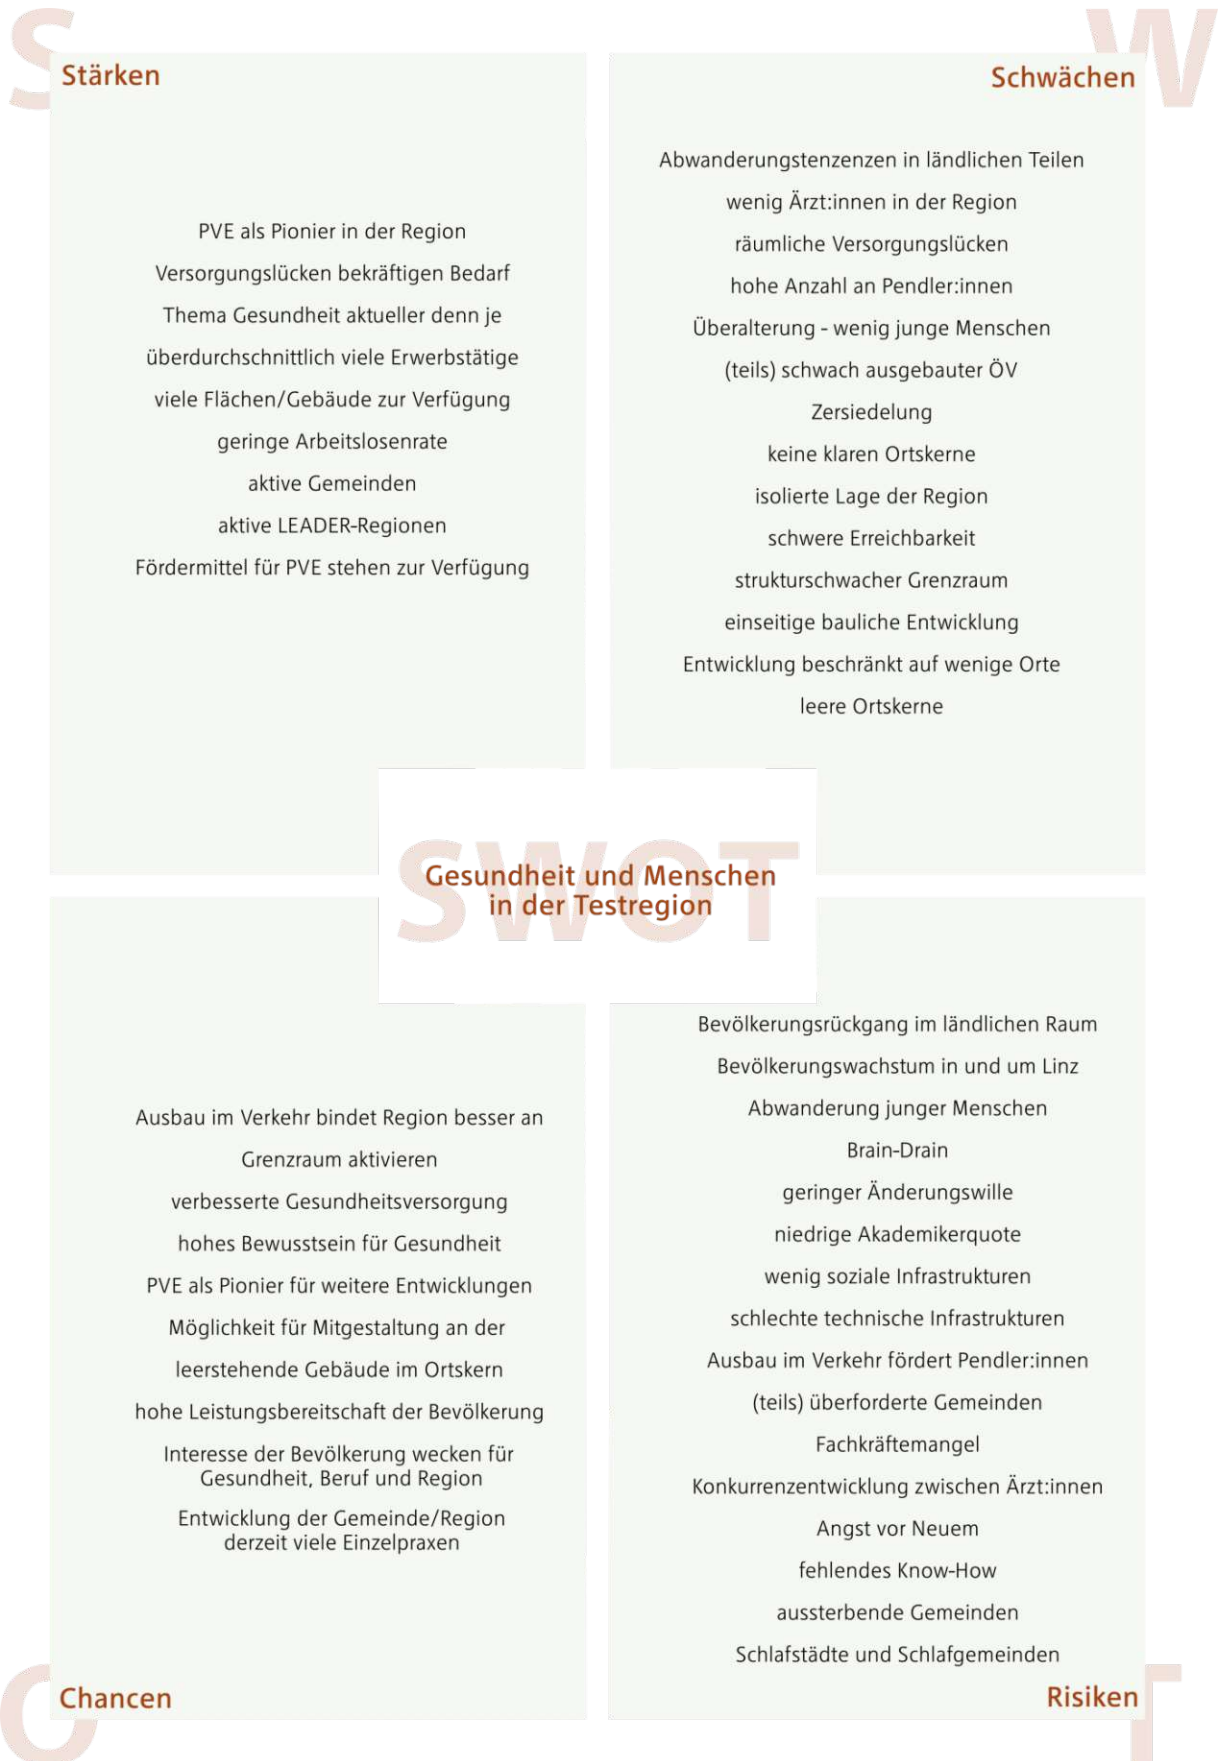 S
W
Stärken
PVE als Pionier in der Region
Versorgungslücken bekräftigen Bedarf
Thema Gesundheit aktueller denn je
überdurchschnittlich viele Erwerbstätige
viele Flächen/Gebäude zur Verfügung
geringe Arbeitslosenrate
aktive Gemeinden
aktive LEADER-Regionen
Fördermittel für PVE stehen zur Verfügung
Schwächen
Abwanderungstenzenzen in ländlichen Teilen
wenig Ärzt:innen in der Region
räumliche Versorgungslücken
hohe Anzahl an Pendler:innen
Überalterung - wenig junge Menschen
(teils) schwach ausgebauter ÖV
Zersiedelung
keine klaren Ortskerne
isolierte Lage der Region
schwere Erreichbarkeit
strukturschwacher Grenzraum
einseitige bauliche Entwicklung
Entwicklung beschränkt auf wenige Orte
leere Ortskerne
SWOT
Gesundheit und Menschen
in der Testregion
Ausbau im Verkehr bindet Region besser an
Grenzraum aktivieren
verbesserte Gesundheitsversorgung
hohes Bewusstsein für Gesundheit
PVE als Pionier für weitere Entwicklungen
Möglichkeit für Mitgestaltung an der
leerstehende Gebäude im Ortskern
hohe Leistungsbereitschaft der Bevölkerung
Interesse der Bevölkerung wecken für
Gesundheit, Beruf und Region
Entwicklung der Gemeinde/Region
derzeit viele Einzelpraxen
Chancen
Bevölkerungsrückgang im ländlichen Raum
Bevölkerungswachstum in und um Linz
Abwanderung junger Menschen
Brain-Drain
geringer Änderungswille
niedrige Akademikerquote
wenig soziale Infrastrukturen
schlechte technische Infrastrukturen
Ausbau im Verkehr fördert Pendler:innen
(teils) überforderte Gemeinden
Fachkräftemangel
Konkurrenzentwicklung zwischen Ärzt:innen
Angst vor Neuem
fehlendes Know-How
aussterbende Gemeinden
Schlafstädte und Schlafgemeinden
Risiken
O
T